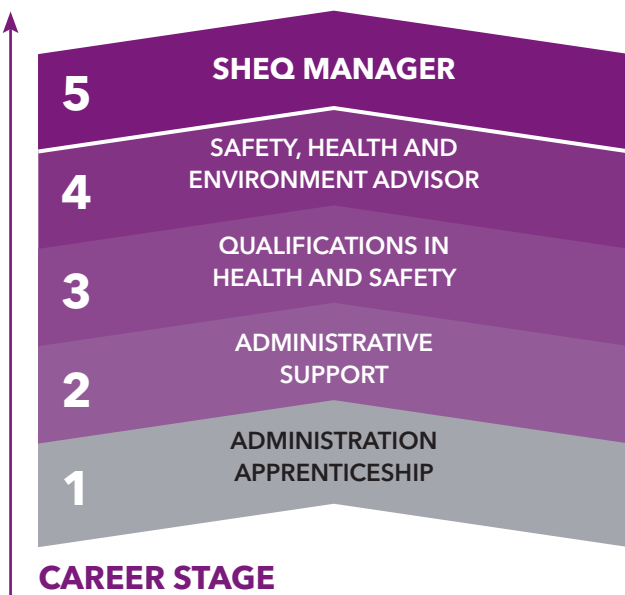 5
SHEQ MANAGER
4
SAFETY, HEALTH AND
ENVIRONMENT ADVISOR
3
QUALIFICATIONS IN
HEALTH AND SAFETY
2
ADMINISTRATIVE
SUPPORT
1
ADMINISTRATION
APPRENTICESHIP
CAREER STAGE